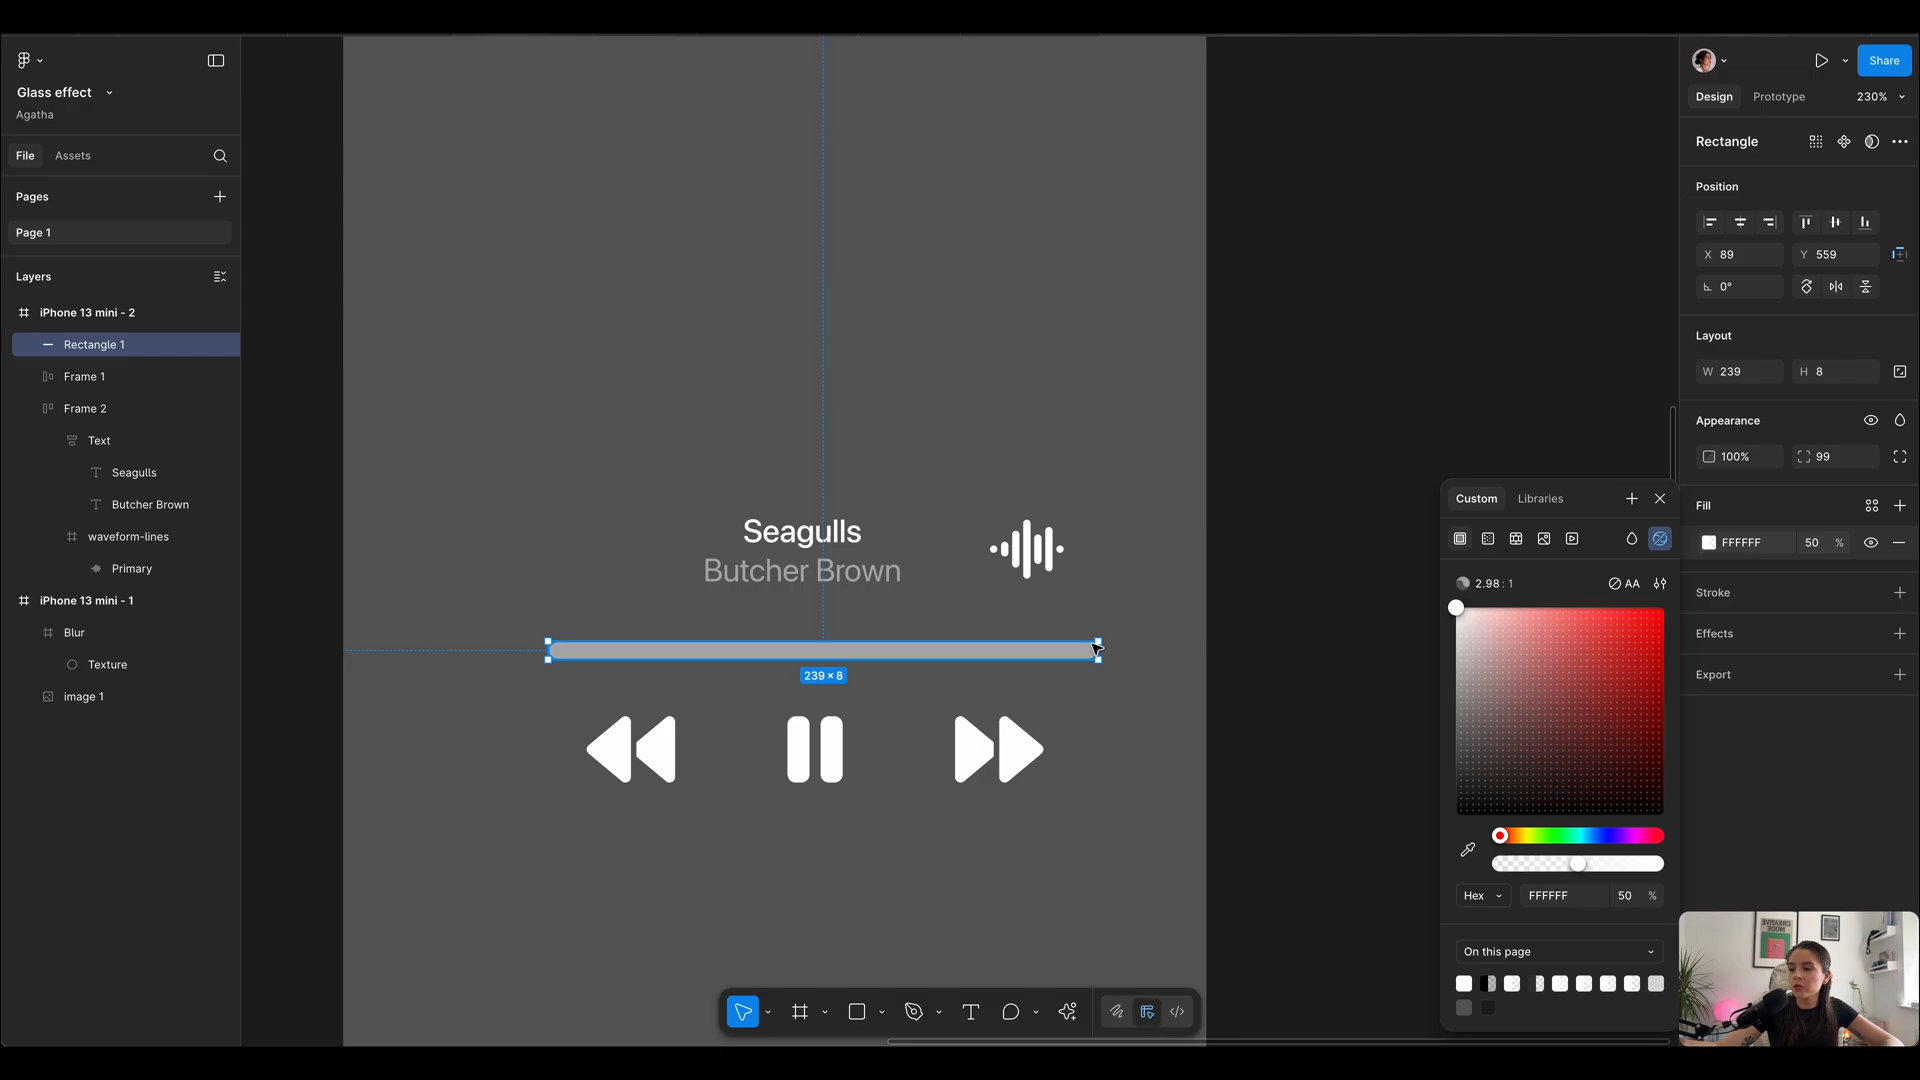 Glass effect
Agatha
File
Assets
Pages
Page 1
Layers
iPhone 13 mini - 2
Rectangle 1
Frame 1
Frame 2
Text
Seagulls
Butcher Brown
waveform-lines
Primary
iPhone 13 mini - 1
Blur
Texture
image 1
Seagulls
Butcher Brown
239 × 8
Custom
Libraries
2.98 : 1
AA
Hex
FFFFFF
50
%
On this page
Share
Design
Prototype
230%
Rectangle
Position
X 89
Y 559
0°
Layout
W 239
H 8
Appearance
100%
99
Fill
FFFFFF
50
%
Stroke
Effects
Export
CREATIVE
MODE